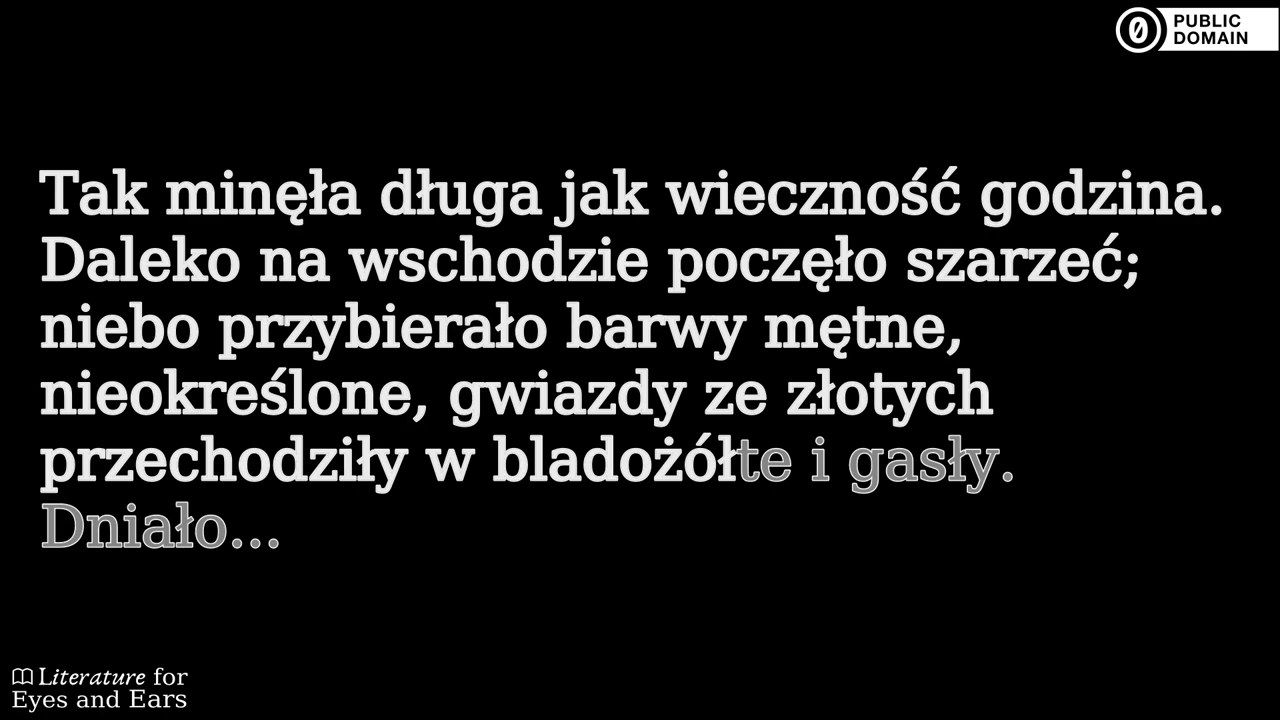 PUBLIC
DOMAIN
Tak minęła długa jak wieczność godzina.
Daleko na wschodzie poczęło szarzeć;
niebo przybierało barwy mętne,
nieokreślone, gwiazdy ze złotych
przechodziły w bladożółte i gasły.
Dniało...
Literature for
Eyes and Ears